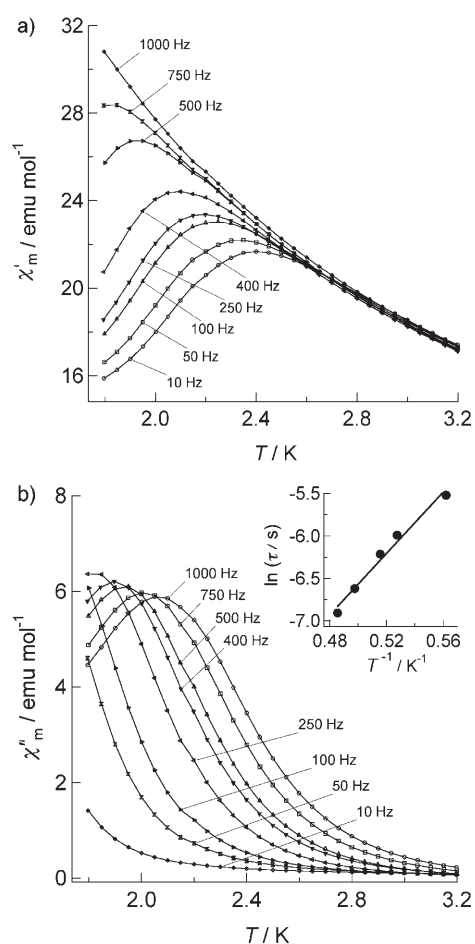 a)
32
28
24
20
16
χ'm / emu mol⁻¹
1000 Hz
750 Hz
500 Hz
400 Hz
250 Hz
100 Hz
50 Hz
10 Hz
2.0 2.4 2.8 3.2
T / K
b)
8
6
4
2
0
χ''m / emu mol⁻¹
1000 Hz
750 Hz
500 Hz
400 Hz
250 Hz
100 Hz
50 Hz
10 Hz
-5.5
-6.0
-6.5
-7.0
ln (τ / s)
0.48 0.52 0.56
T⁻¹ / K⁻¹
2.0 2.4 2.8 3.2
T / K